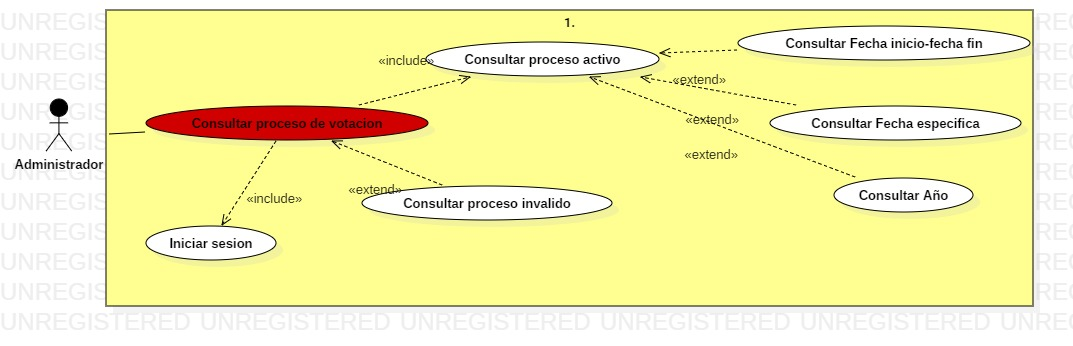 1.
Consultar Fecha inicio-fecha fin
«include»
Consultar proceso activo
«extend»
Consultar proceso de votacion
«extend»
Consultar Fecha especifica
Administrador
«extend»
«extend»
Consultar Año
«include»
Consultar proceso invalido
Iniciar sesion
UNREGISTERED UNREGISTERED UNREGISTERED UNREGISTERED UNREGISTERED UNREG